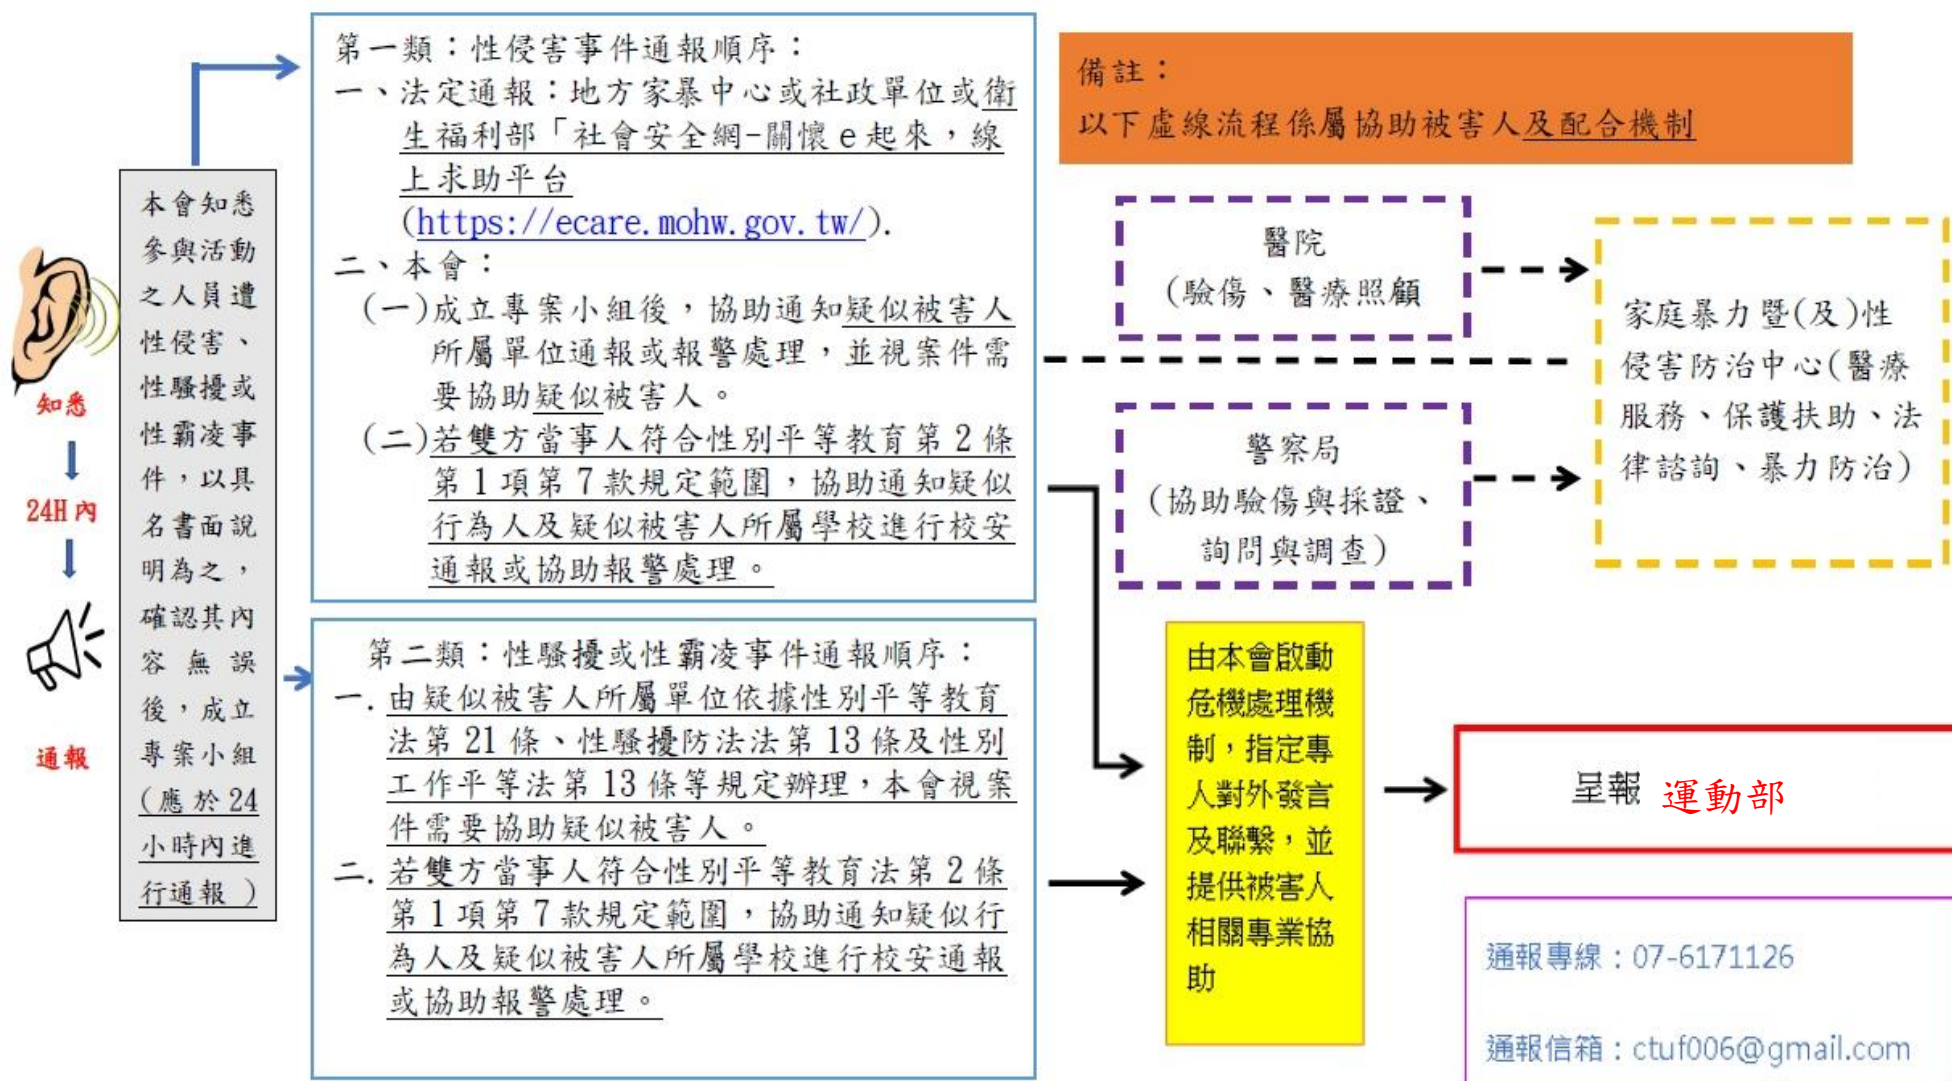 知悉
24H 內
通報
本會知悉
參與活動
之人員遭
性侵害、
性騷擾或
性霸凌事
件，以具
名書面說
明為之，
確認其內
容無誤
後，成立
專案小組
(應於 24
小時內進
行通報 )
第一類：性侵害事件通報順序：
一、法定通報：地方家暴中心或社政單位或衛
生福利部「社會安全網-關懷 e 起來，線
上求助平台
(https://ecare.mohw.gov.tw/).
二、本會：
(一)成立專案小組後，協助通知疑似被害人
所屬單位通報或報警處理，並視案件需
要協助疑似被害人。
(二)若雙方當事人符合性別平等教育第 2 條
第 1 項第 7 款規定範圍，協助通知疑似
行為人及疑似被害人所屬學校進行校安
通報或協助報警處理。
第二類：性騷擾或性霸凌事件通報順序：
一. 由疑似被害人所屬單位依據性別平等教育
法第 21 條、性騷擾防法法第 13 條及性別
工作平等法第 13 條等規定辦理，本會視案
件需要協助疑似被害人。
二. 若雙方當事人符合性別平等教育法第 2 條
第 1 項第 7 款規定範圍，協助通知疑似行
為人及疑似被害人所屬學校進行校安通報
或協助報警處理。
備註：
以下虛線流程係屬協助被害人及配合機制
醫院
(驗傷、醫療照顧
警察局
(協助驗傷與採證、
詢問與調查)
家庭暴力暨(及)性
侵害防治中心(醫療
服務、保護扶助、法
律諮詢、暴力防治)
由本會啟動
危機處理機
制，指定專
人對外發言
及聯繫，並
提供被害人
相關專業協
助
呈報 運動部
通報專線：07-6171126
通報信箱：ctuf006@gmail.com